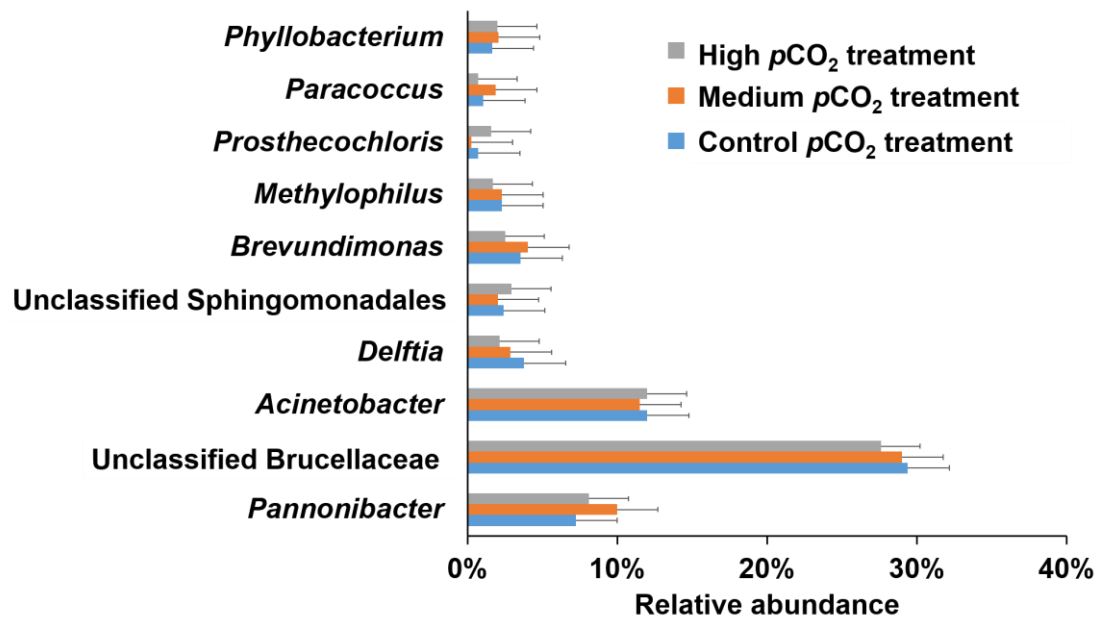 Phyllobacterium
Paracoccus
Prosthecochloris
Methylophilus
Brevundimonas
Unclassified Sphingomonadales
Delftia
Acinetobacter
Unclassified Brucellaceae
Pannonibacter
High pCO₂ treatment
Medium pCO₂ treatment
Control pCO₂ treatment
0% 10% 20% 30% 40%
Relative abundance